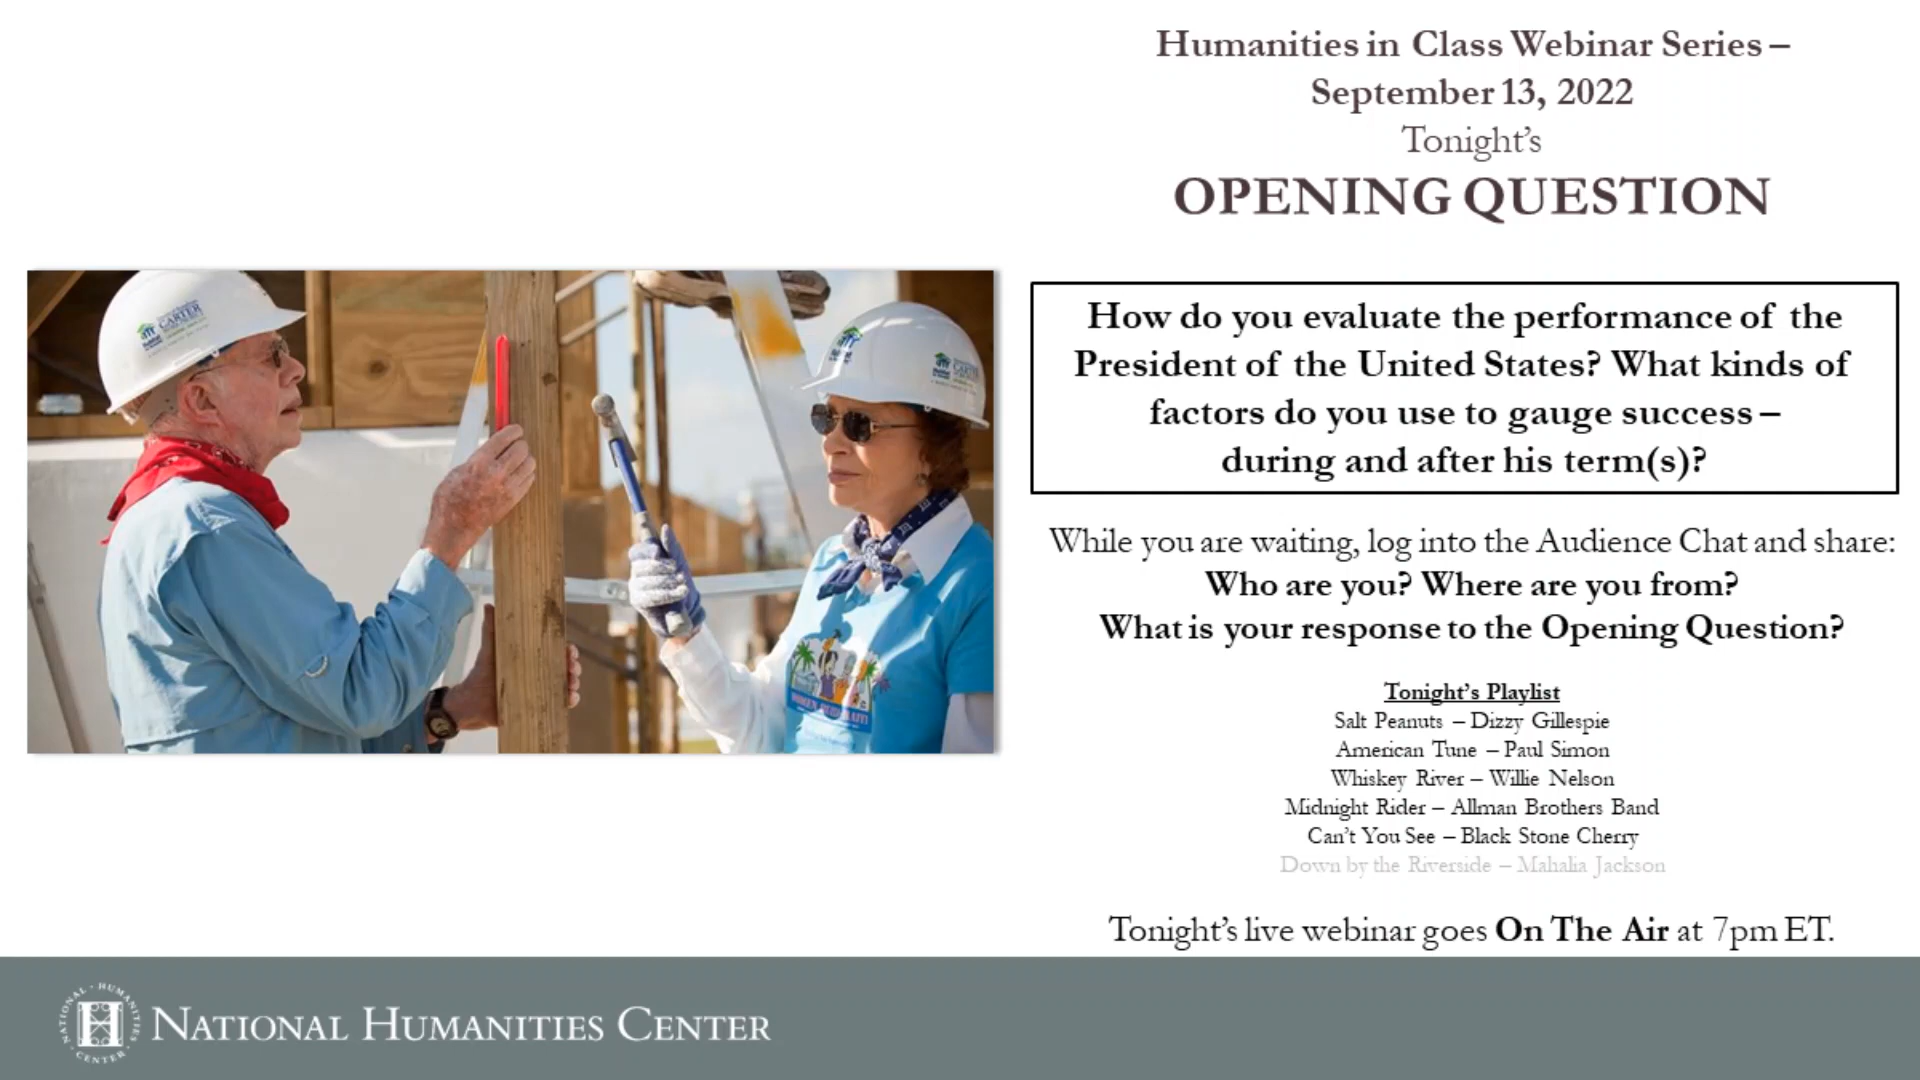 Humanities in Class Webinar Series –
September 13, 2022
Tonight's
OPENING QUESTION
How do you evaluate the performance of the
President of the United States? What kinds of
factors do you use to gauge success –
during and after his term(s)?
While you are waiting, log into the Audience Chat and share:
Who are you? Where are you from?
What is your response to the Opening Question?
Tonight's Playlist
Salt Peanuts – Dizzy Gillespie
American Tune – Paul Simon
Whiskey River – Willie Nelson
Midnight Rider – Allman Brothers Band
Can't You See – Black Stone Cherry
Down by the Riverside – Mahalia Jackson
Tonight's live webinar goes On The Air at 7pm ET.
CARTER
Habitat
NATIONAL HUMANITIES CENTER
NATIONAL HUMANITIES CENTER